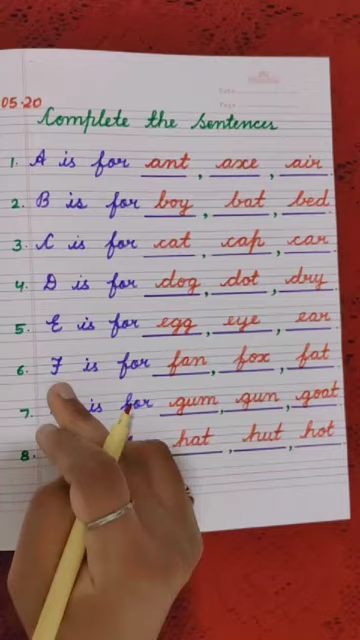 05.20
Date
Page
Complete the sentences
1. A is for ant, axe, air
2. B is for boy, bat, bed
3. C is for cat, cap, car
4. D is for dog, dot, dry
5. E is for egg, eye, ear
6. F is for fan, fox, fat
7. is for gum, gun, goat
8. hat, hut, hot